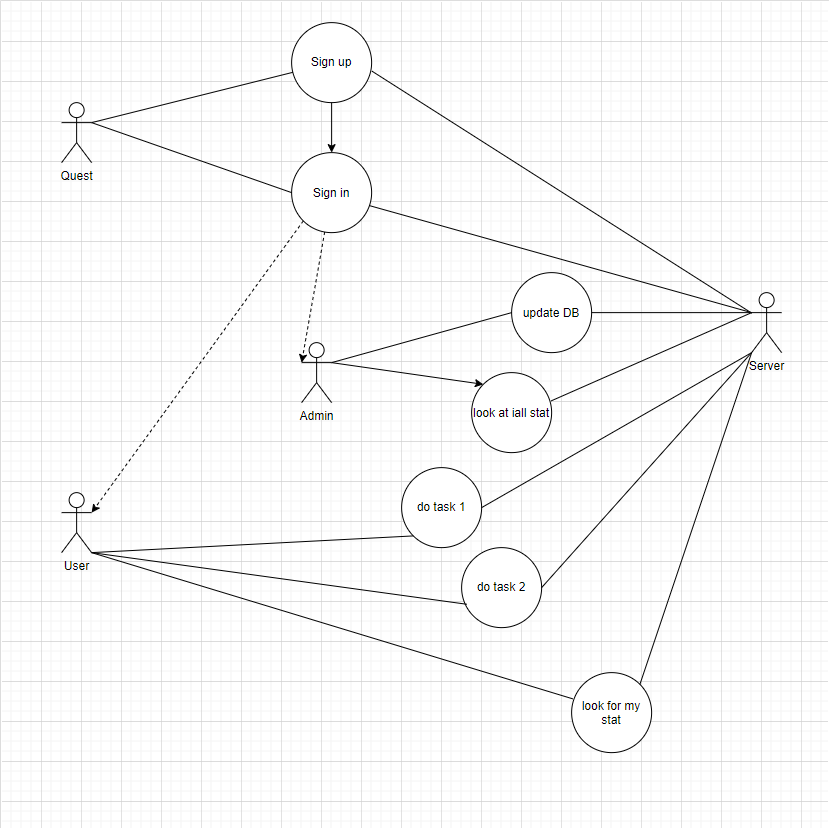 Sign up
Quest
Sign in
update DB
Server
Admin
look at iall stat
do task 1
User
do task 2
look for my
stat